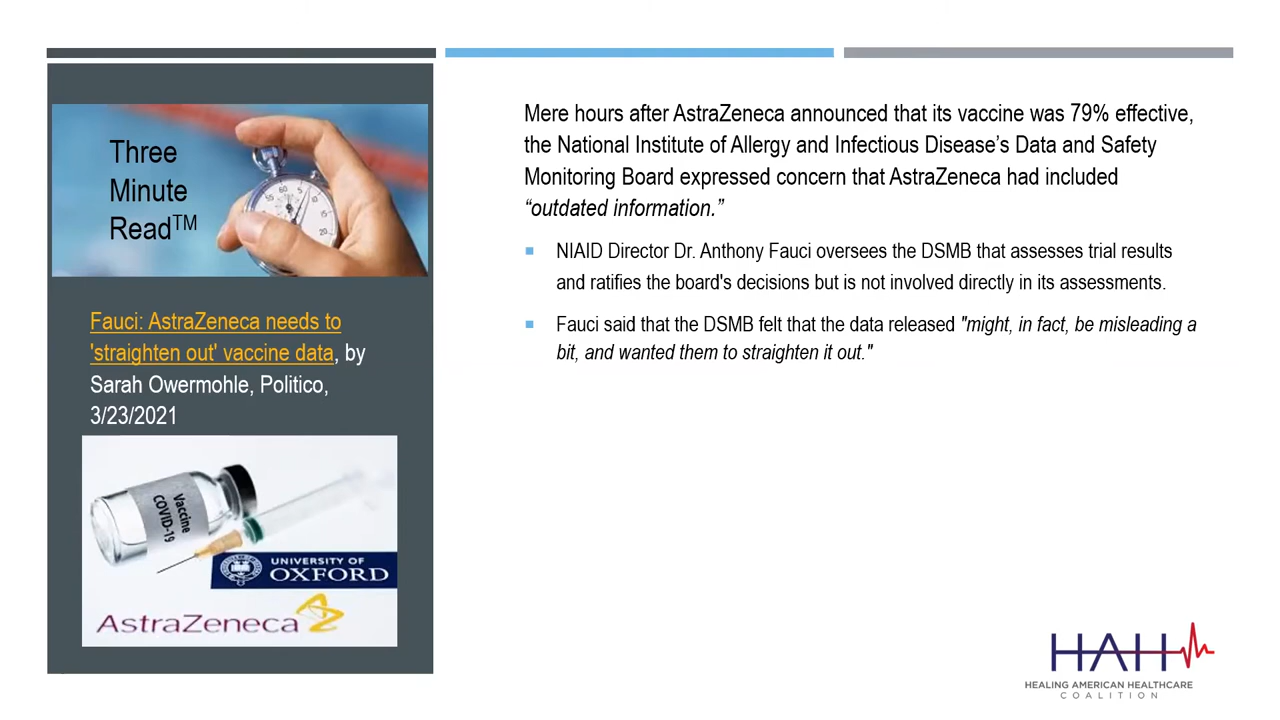 Three
Minute
Read™
Fauci: AstraZeneca needs to
'straighten out' vaccine data, by
Sarah Owermohle, Politico,
3/23/2021
Vaccine
COVID-19
UNIVERSITY OF
OXFORD
AstraZeneca
Mere hours after AstraZeneca announced that its vaccine was 79% effective,
the National Institute of Allergy and Infectious Disease’s Data and Safety
Monitoring Board expressed concern that AstraZeneca had included
“outdated information.”
NIAID Director Dr. Anthony Fauci oversees the DSMB that assesses trial results
and ratifies the board's decisions but is not involved directly in its assessments.
Fauci said that the DSMB felt that the data released "might, in fact, be misleading a
bit, and wanted them to straighten it out."
HAH
HEALING AMERICAN HEALTHCARE
COALITION